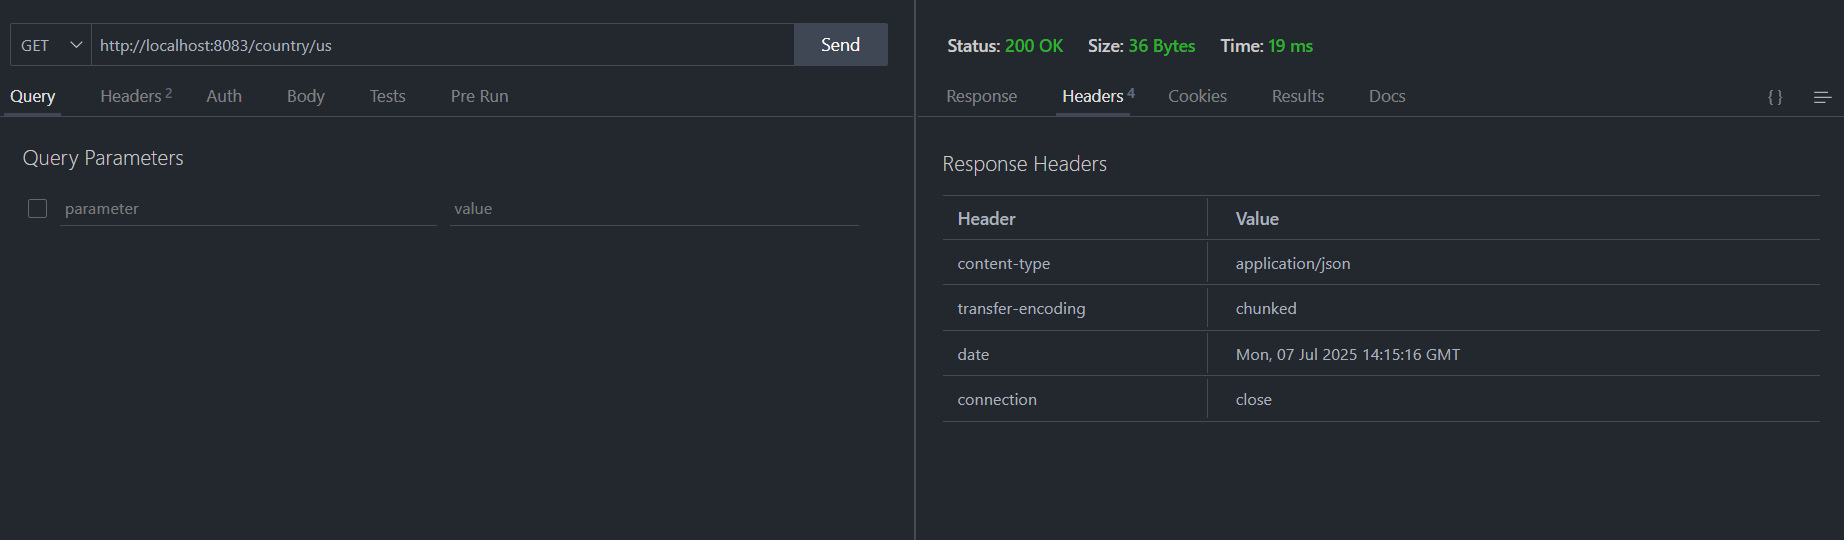 GET http://localhost:8083/country/us Send
Query Headers 2 Auth Body Tests Pre Run
Query Parameters
parameter value
Status: 200 OK Size: 36 Bytes Time: 19 ms
Response Headers 4 Cookies Results Docs { }
Response Headers
Header Value
content-type application/json
transfer-encoding chunked
date Mon, 07 Jul 2025 14:15:16 GMT
connection close